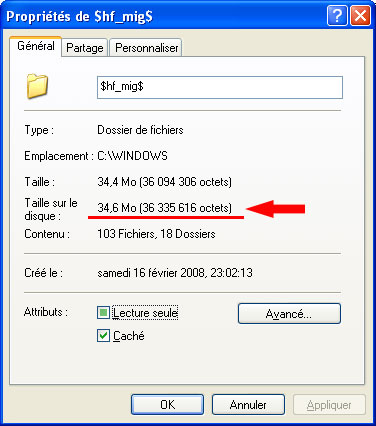 Propriétés de $hf_mig$
Général Partage Personnaliser
$hf_mig$
Type : Dossier de fichiers
Emplacement : C:\WINDOWS
Taille : 34,4 Mo (36 094 306 octets)
Taille sur le disque : 34,6 Mo (36 335 616 octets)
Contenu : 103 Fichiers, 18 Dossiers
Créé le : samedi 16 février 2008, 23:02:13
Attributs : Lecture seule Avancé...
Caché
OK Annuler Appliquer